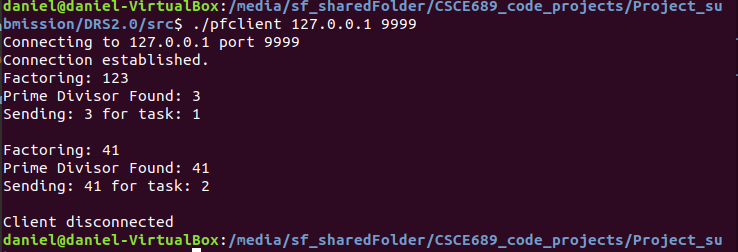 daniel@daniel-VirtualBox:/media/sf_sharedFolder/CSCE689_code_projects/Project_su
bmission/DRS2.0/src$ ./pfclient 127.0.0.1 9999
Connecting to 127.0.0.1 port 9999
Connection established.
Factoring: 123
Prime Divisor Found: 3
Sending: 3 for task: 1
Factoring: 41
Prime Divisor Found: 41
Sending: 41 for task: 2
Client disconnected
daniel@daniel-VirtualBox:/media/sf_sharedFolder/CSCE689_code_projects/Project_su